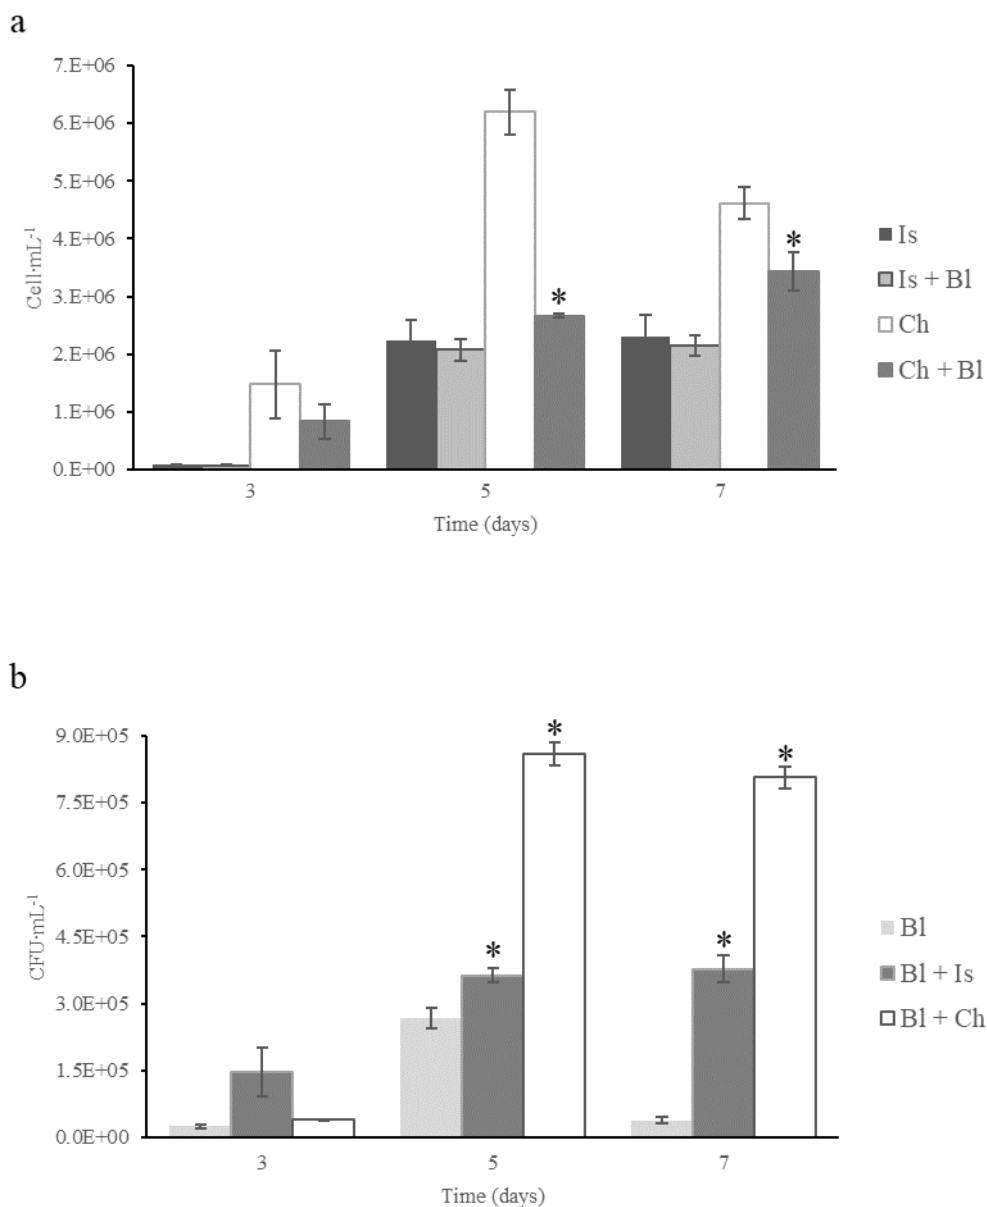 a
7.E+06
6.E+06
5.E+06
4.E+06
3.E+06
2.E+06
1.E+06
0.E+00
Cell·mL⁻¹
* *
3 5 7
Time (days)
Is
Is + Bl
Ch
Ch + Bl
b
9.0E+05
7.5E+05
6.0E+05
4.5E+05
3.0E+05
1.5E+05
0.0E+00
CFU·mL⁻¹
* * * *
3 5 7
Time (days)
Bl
Bl + Is
Bl + Ch